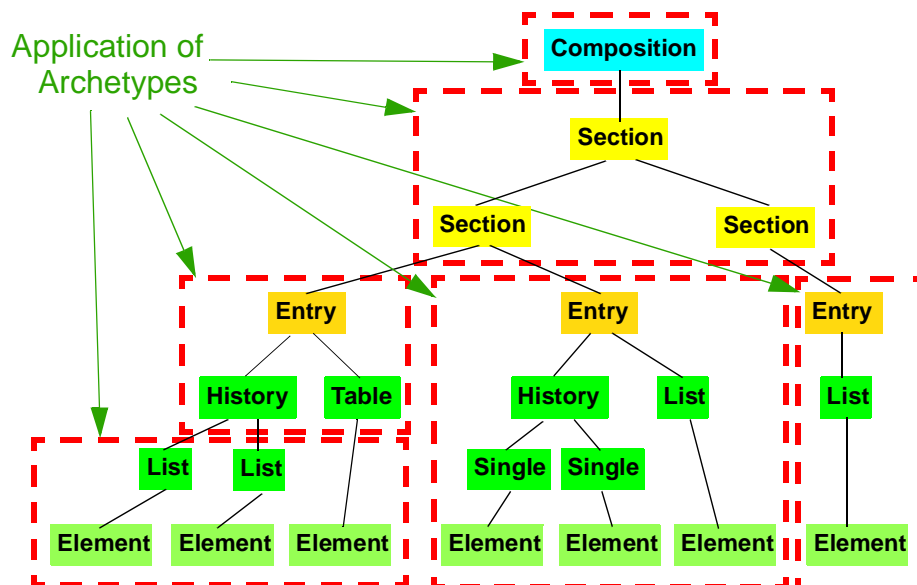 Application of
Archetypes
Composition
Section
Section
Section
Entry
Entry
Entry
History
Table
History
List
List
List
List
Single
Single
Element
Element
Element
Element
Element
Element
Element